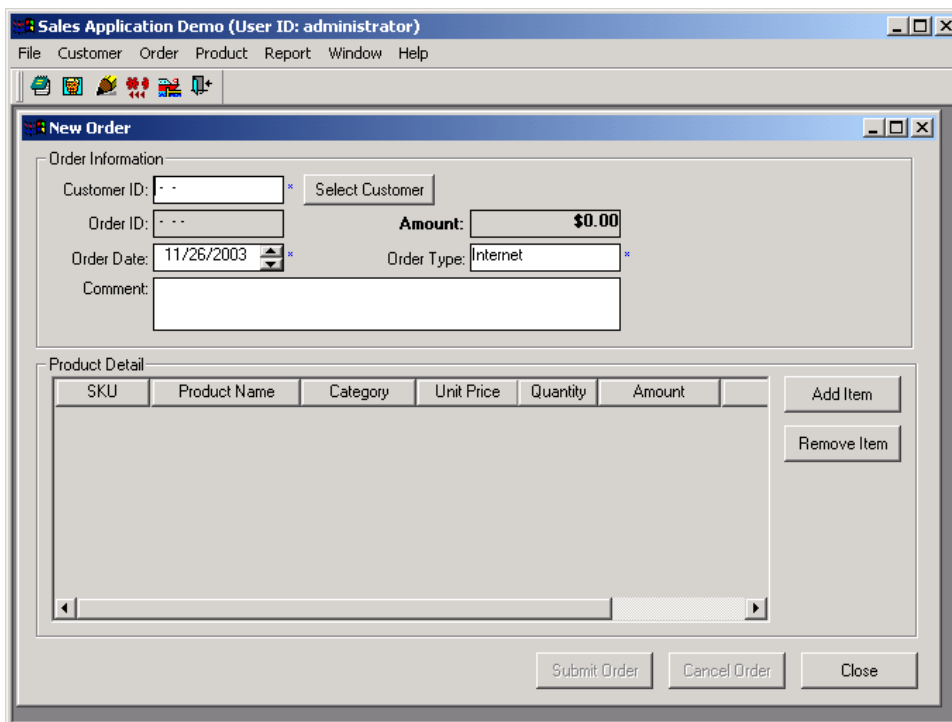 Sales Application Demo (User ID: administrator)
File Customer Order Product Report Window Help
New Order
Order Information
Customer ID: - - * Select Customer
Order ID: - - - Amount: $0.00
Order Date: 11/26/2003 * Order Type: Internet *
Comment:
Product Detail
SKU Product Name Category Unit Price Quantity Amount
Add Item
Remove Item
Submit Order Cancel Order Close